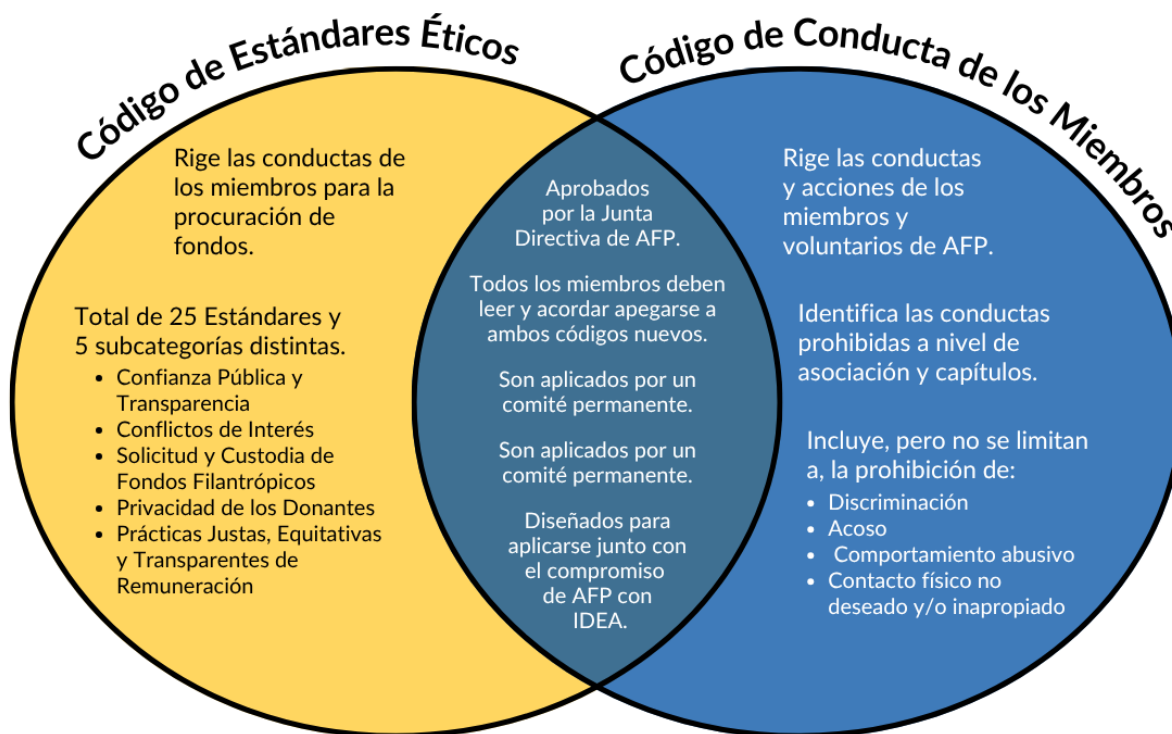 Código de Estándares Éticos
Rige las conductas de
los miembros para la
procuración de
fondos.
Total de 25 Estándares y
5 subcategorías distintas.
• Confianza Pública y
Transparencia
• Conflictos de Interés
• Solicitud y Custodia de
Fondos Filantrópicos
• Privacidad de los Donantes
• Prácticas Justas, Equitativas
y Transparentes de
Remuneración
Aprobados
por la Junta
Directiva de AFP.
Todos los miembros deben
leer y acordar apegarse a
ambos códigos nuevos.
Son aplicados por un
comité permanente.
Son aplicados por un
comité permanente.
Diseñados para
aplicarse junto con
el compromiso
de AFP con
IDEA.
Código de Conducta de los Miembros
Rige las conductas
y acciones de los
miembros y
voluntarios de AFP.
Identifica las conductas
prohibidas a nivel de
asociación y capítulos.
Incluye, pero no se limitan
a, la prohibición de:
• Discriminación
• Acoso
• Comportamiento abusivo
• Contacto físico no
deseado y/o inapropiado